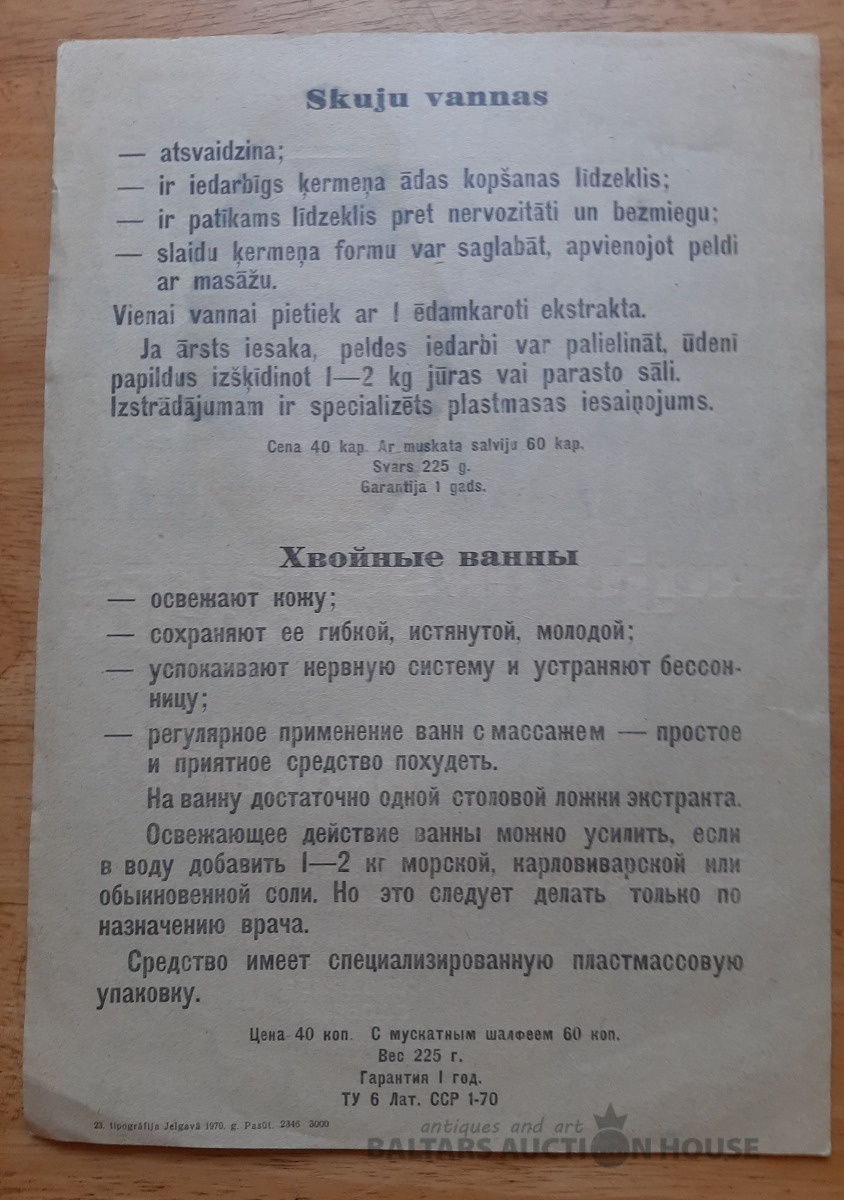 Skuju vannas
— atsvaidzina;
— ir iedarbīgs ķermeņa ādas kopšanas līdzeklis;
— ir patīkams līdzeklis pret nervozitāti un bezmiegu;
— slaidu ķermeņa formu var saglabāt, apvienojot peldi
ar masāžu.
Vienai vannai pietiek ar 1 ēdamkaroti ekstrakta.
Ja ārsts iesaka, peldes iedarbi var palielināt, ūdenī
papildus izšķīdinot 1—2 kg jūras vai parasto sāli.
Izstrādājumam ir specializēts plastmasas iesaiņojums.
Cena 40 kap. Ar muskata salviju 60 kap.
Svars 225 g.
Garantija 1 gads.
Хвойные ванны
— освежают кожу;
— сохраняют ее гибкой, истянутой, молодой;
— успокаивают нервную систему и устраняют бессон-
ницу;
— регулярное применение ванн с массажем — простое
и приятное средство похудеть.
На ванну достаточно одной столовой ложки экстракта.
Освежающее действие ванны можно усилить, если
в воду добавить 1—2 кг морской, карловиварской или
обыкновенной соли. Но это следует делать только по
назначению врача.
Средство имеет специализированную пластмассовую
упаковку.
Цена 40 коп. С мускатным шалфеем 60 коп.
Вес 225 г.
Гарантия 1 год.
ТУ 6 Лат. ССР 1-70
23. tipogrāfija Jelgavā 1970. g. Pasūt. 2346 3000
antiques and art
BALTARS AUCTION HOUSE